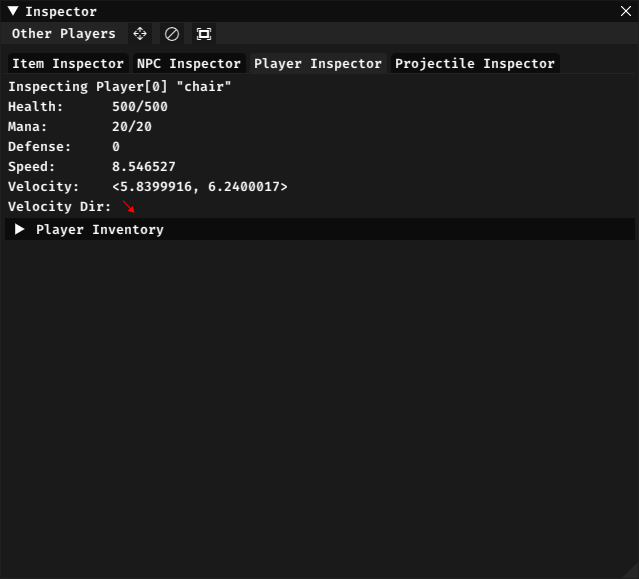 Inspector
Other Players
Item Inspector NPC Inspector Player Inspector Projectile Inspector
Inspecting Player[0] "chair"
Health: 500/500
Mana: 20/20
Defense: 0
Speed: 8.546527
Velocity: <5.8399916, 6.2400017>
Velocity Dir:
Player Inventory